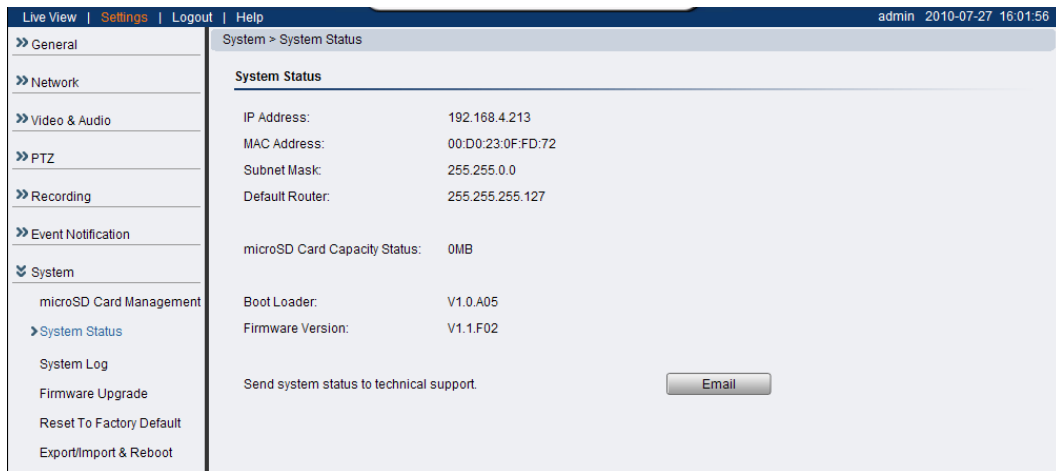 Live View | Settings | Logout | Help admin 2010-07-27 16:01:56
General
Network
Video & Audio
PTZ
Recording
Event Notification
System
microSD Card Management
System Status
System Log
Firmware Upgrade
Reset To Factory Default
Export/Import & Reboot
System > System Status
System Status
IP Address: 192.168.4.213
MAC Address: 00:D0:23:0F:FD:72
Subnet Mask: 255.255.0.0
Default Router: 255.255.255.127
microSD Card Capacity Status: 0MB
Boot Loader: V1.0.A05
Firmware Version: V1.1.F02
Send system status to technical support. Email